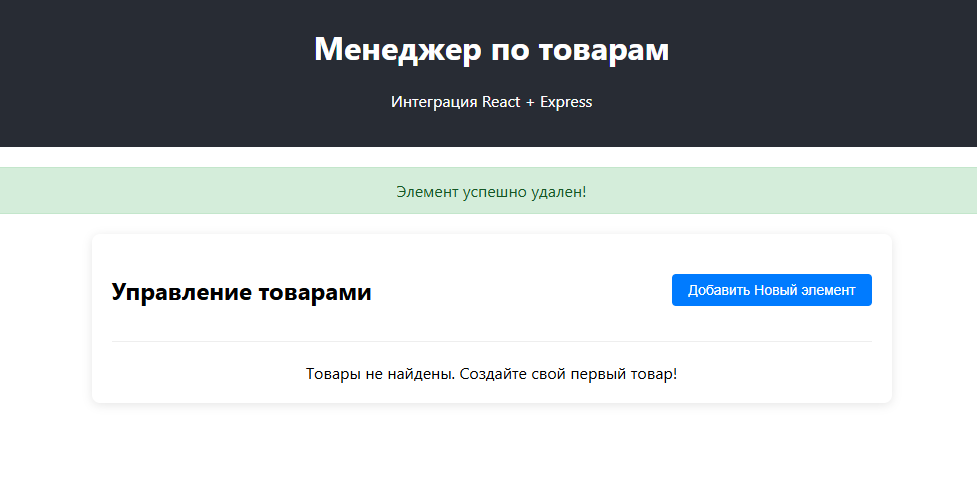 Менеджер по товарам
Интеграция React + Express
Элемент успешно удален!
Управление товарами
Добавить Новый элемент
Товары не найдены. Создайте свой первый товар!